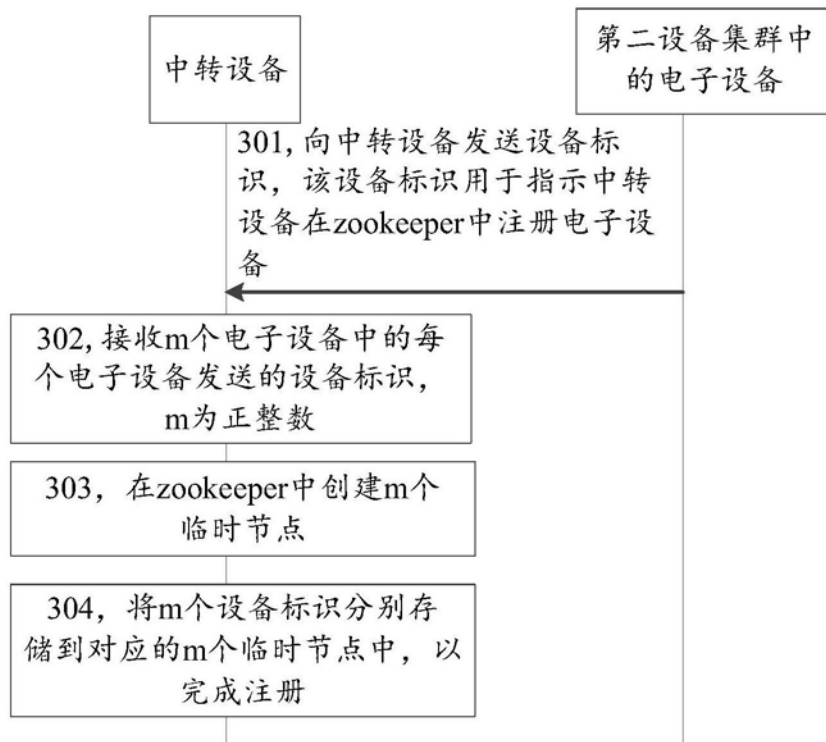 中转设备
第二设备集群中
的电子设备
301,向中转设备发送设备标
识，该设备标识用于指示中转
设备在zookeeper中注册电子设
备
302,接收m个电子设备中的每
个电子设备发送的设备标识，
m为正整数
303，在zookeeper中创建m个
临时节点
304，将m个设备标识分别存
储到对应的m个临时节点中，以
完成注册